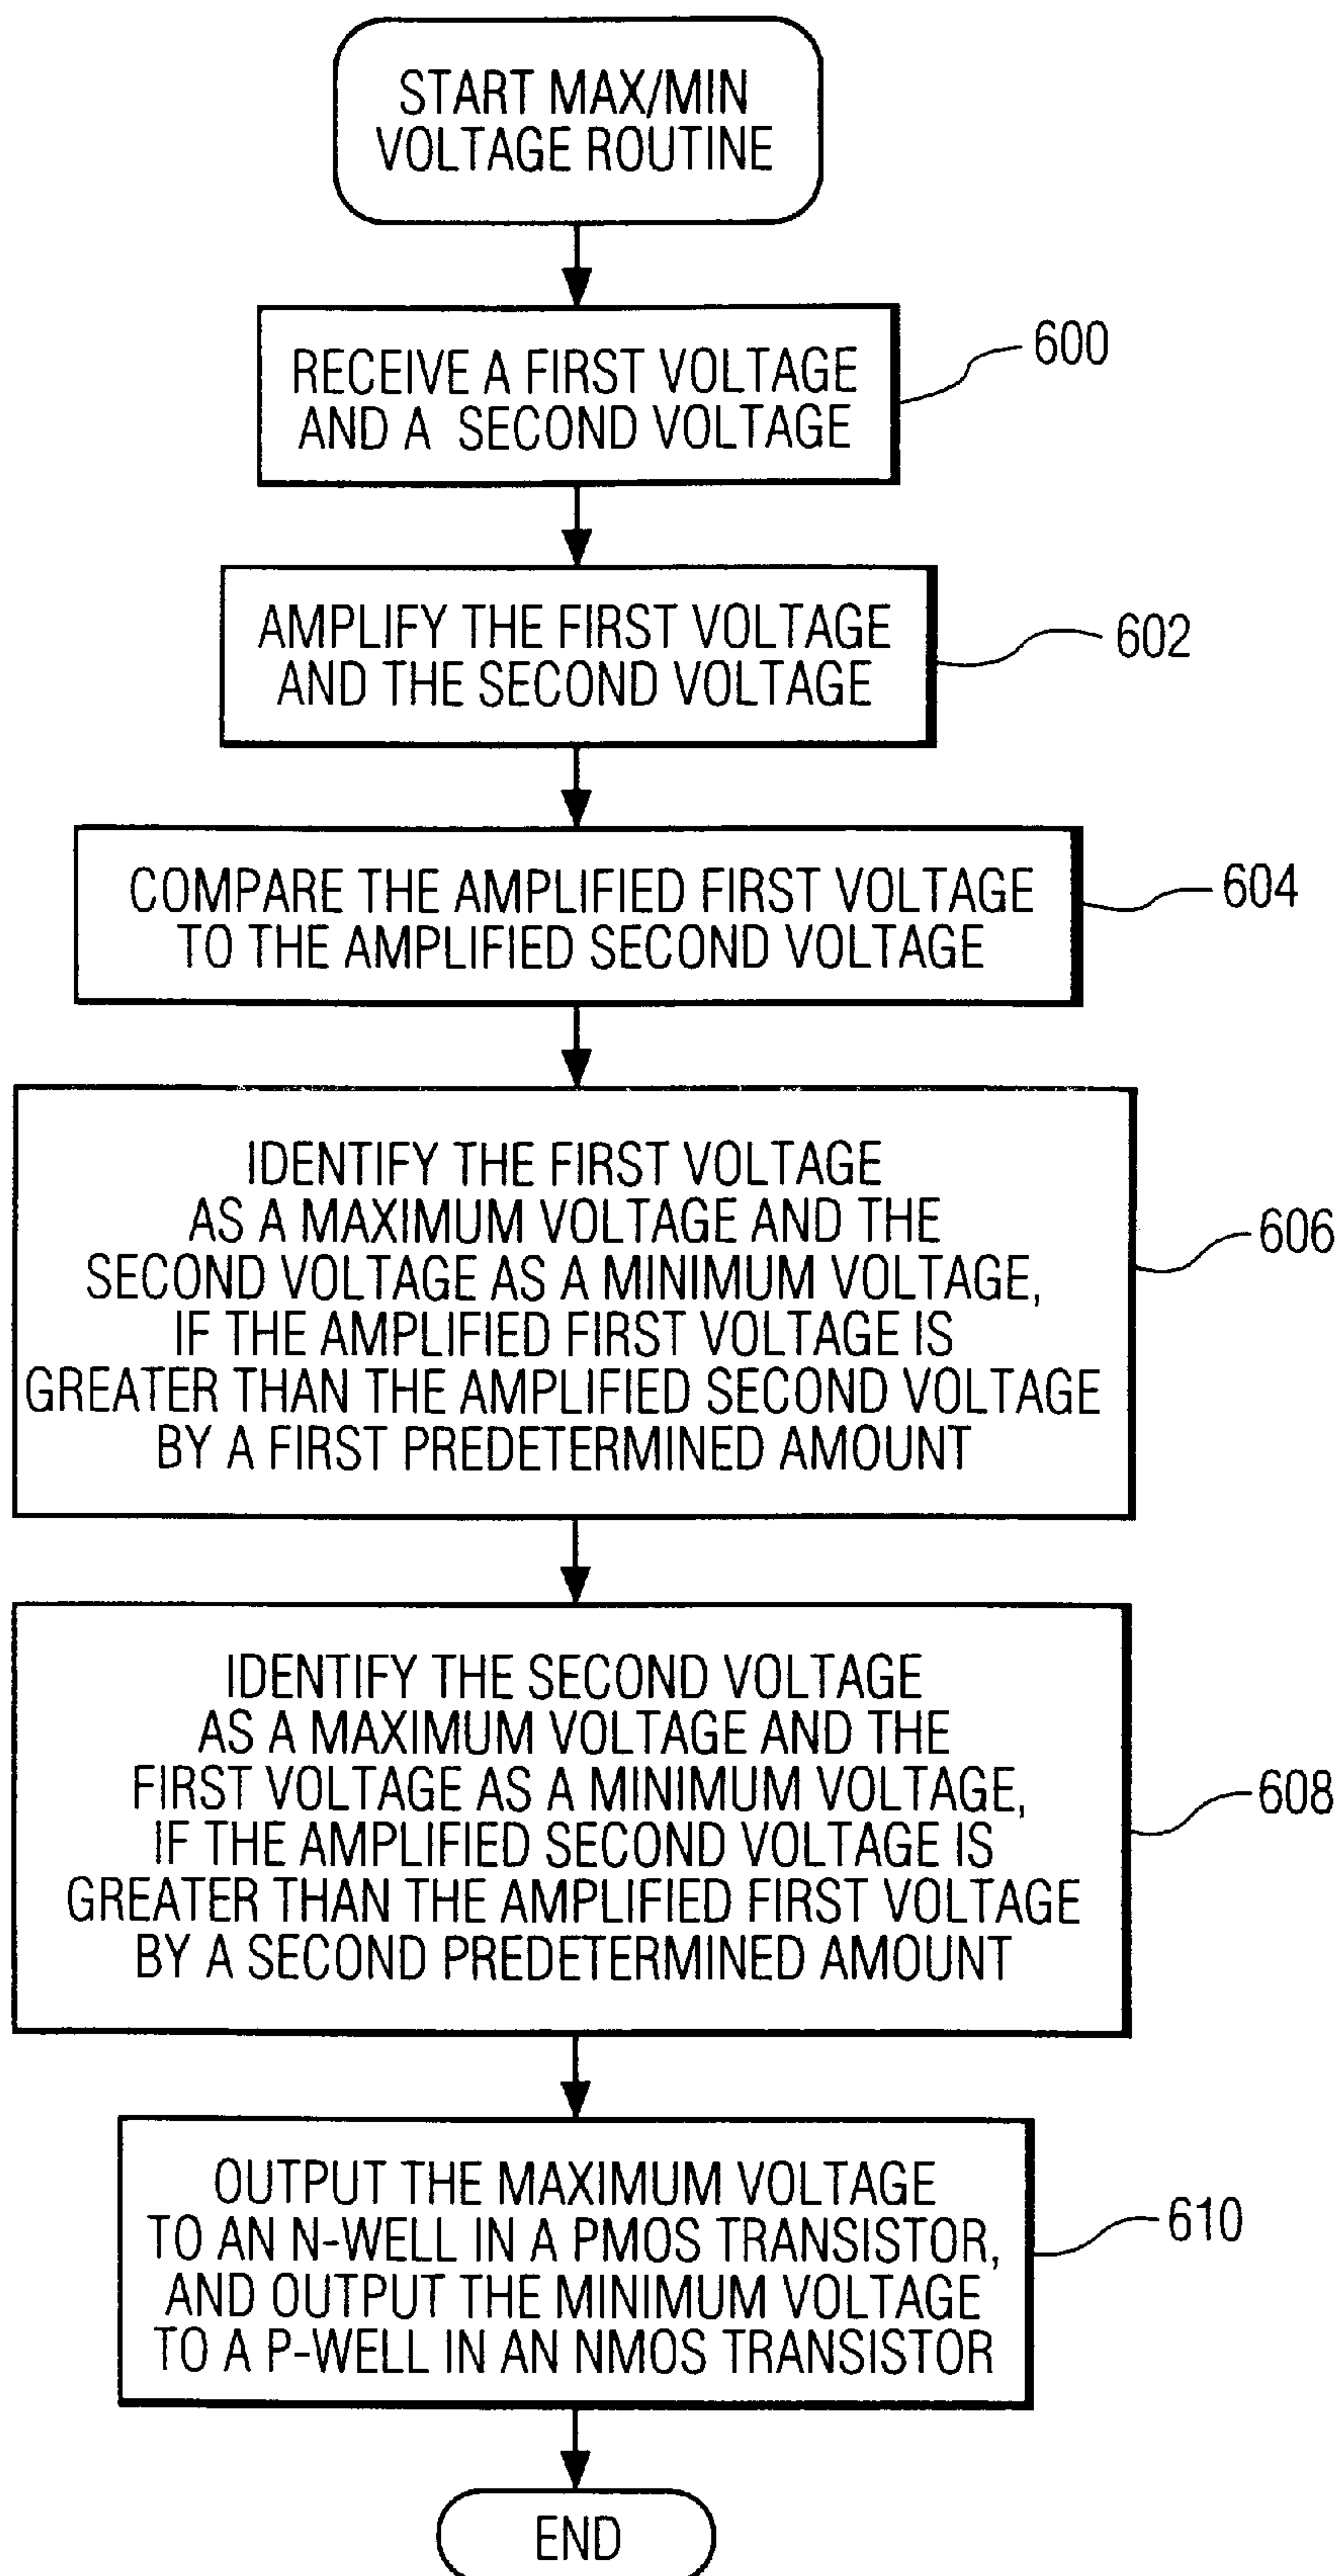 START MAX/MIN
VOLTAGE ROUTINE
RECEIVE A FIRST VOLTAGE
AND A SECOND VOLTAGE
600
AMPLIFY THE FIRST VOLTAGE
AND THE SECOND VOLTAGE
602
COMPARE THE AMPLIFIED FIRST VOLTAGE
TO THE AMPLIFIED SECOND VOLTAGE
604
IDENTIFY THE FIRST VOLTAGE
AS A MAXIMUM VOLTAGE AND THE
SECOND VOLTAGE AS A MINIMUM VOLTAGE,
IF THE AMPLIFIED FIRST VOLTAGE IS
GREATER THAN THE AMPLIFIED SECOND VOLTAGE
BY A FIRST PREDETERMINED AMOUNT
606
IDENTIFY THE SECOND VOLTAGE
AS A MAXIMUM VOLTAGE AND THE
FIRST VOLTAGE AS A MINIMUM VOLTAGE,
IF THE AMPLIFIED SECOND VOLTAGE IS
GREATER THAN THE AMPLIFIED FIRST VOLTAGE
BY A SECOND PREDETERMINED AMOUNT
608
OUTPUT THE MAXIMUM VOLTAGE
TO AN N-WELL IN A PMOS TRANSISTOR,
AND OUTPUT THE MINIMUM VOLTAGE
TO A P-WELL IN AN NMOS TRANSISTOR
610
END